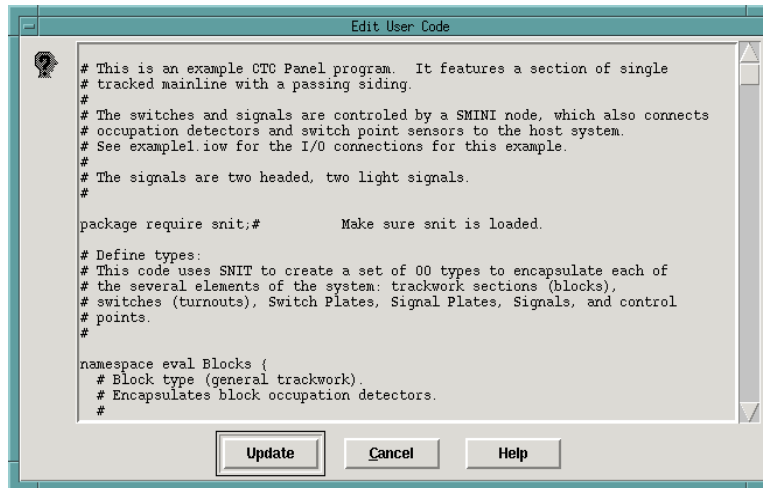 Edit User Code
# This is an example CTC Panel program.  It features a section of single
# tracked mainline with a passing siding.
#
# The switches and signals are controled by a SMINI node, which also connects
# occupation detectors and switch point sensors to the host system.
# See example1.iow for the I/O connections for this example.
#
# The signals are two headed, two light signals.
#
package require snit;#          Make sure snit is loaded.
# Define types:
# This code uses SNIT to create a set of OO types to encapsulate each of
# the several elements of the system: trackwork sections (blocks),
# switches (turnouts), Switch Plates, Signal Plates, Signals, and control
# points.
#
namespace eval Blocks {
  # Block type (general trackwork).
  # Encapsulates block occupation detectors.
  #
Update Cancel Help